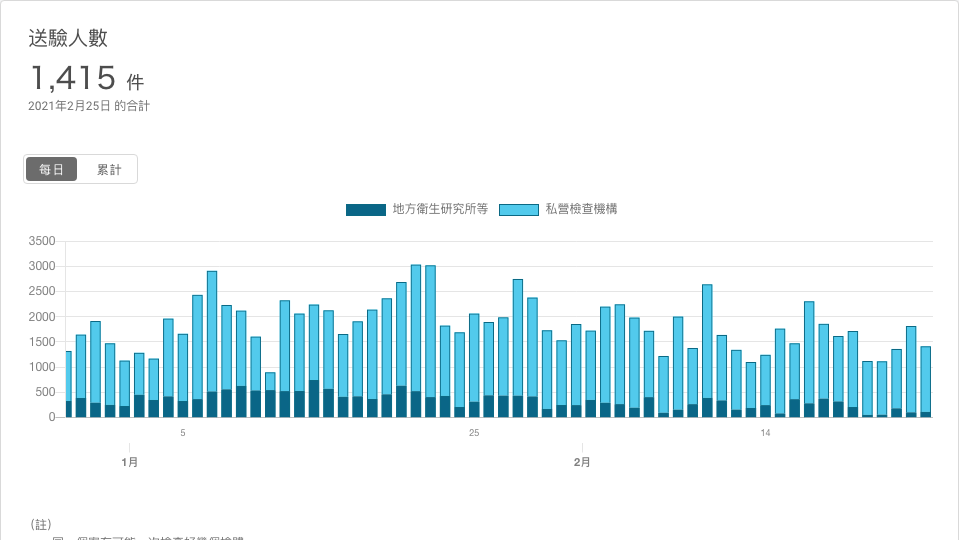 送驗人數
1,415 件
2021年2月25日 的合計
每日 累計
地方衛生研究所等 私營檢查機構
3500
3000
2500
2000
1500
1000
500
0
5 25 14
1月 2月
（註）